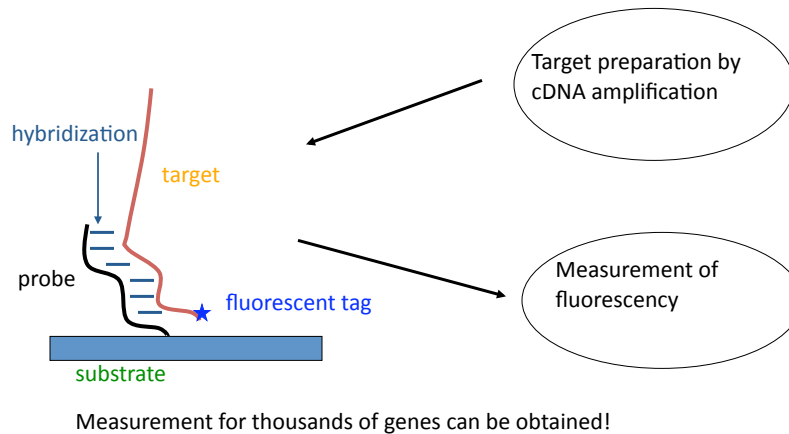 Target preparation by
cDNA amplification
hybridization
target
probe
fluorescent tag
Measurement of
fluorescency
substrate
Measurement for thousands of genes can be obtained!